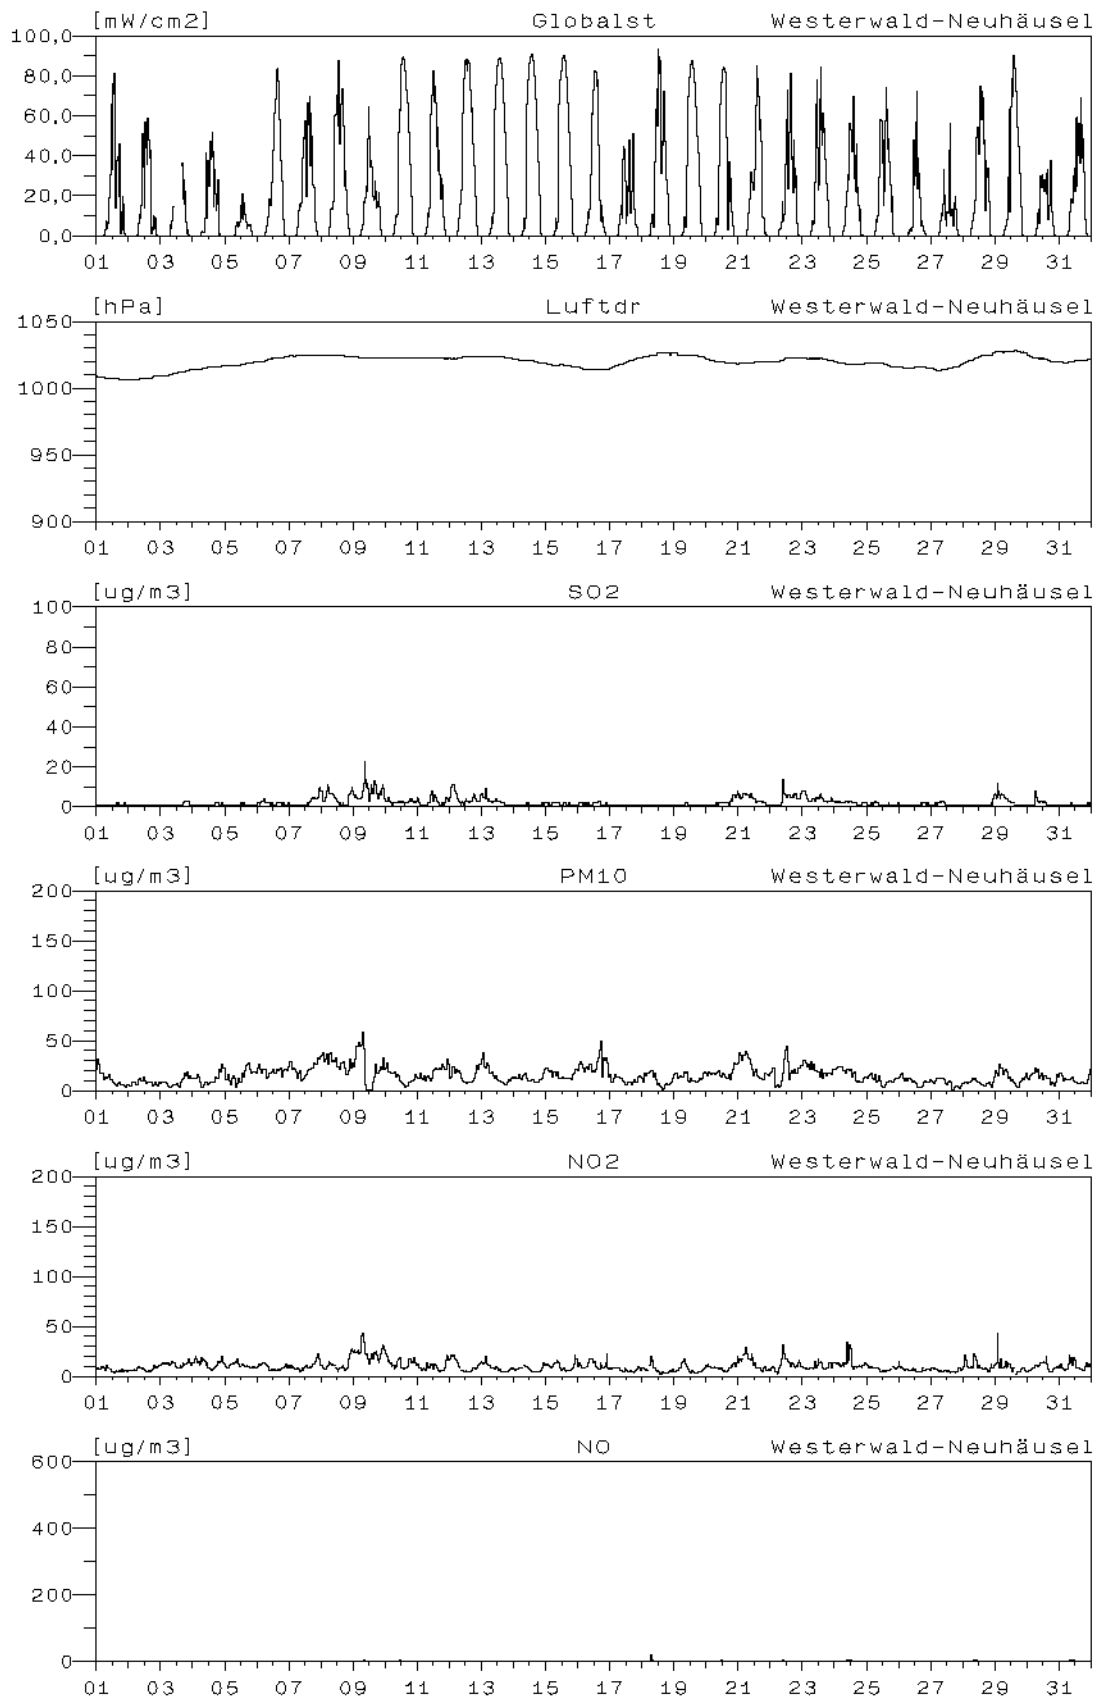 [mW/cm2] Globalst Westerwald-Neuhäusel
100,0
80,0
60,0
40,0
20,0
0,0
01 03 05 07 09 11 13 15 17 19 21 23 25 27 29 31
[hPa] Luftdr Westerwald-Neuhäusel
1050
1000
950
900
01 03 05 07 09 11 13 15 17 19 21 23 25 27 29 31
[ug/m3] SO2 Westerwald-Neuhäusel
100
80
60
40
20
0
01 03 05 07 09 11 13 15 17 19 21 23 25 27 29 31
[ug/m3] PM10 Westerwald-Neuhäusel
200
150
100
50
0
01 03 05 07 09 11 13 15 17 19 21 23 25 27 29 31
[ug/m3] NO2 Westerwald-Neuhäusel
200
150
100
50
0
01 03 05 07 09 11 13 15 17 19 21 23 25 27 29 31
[ug/m3] NO Westerwald-Neuhäusel
600
400
200
0
01 03 05 07 09 11 13 15 17 19 21 23 25 27 29 31